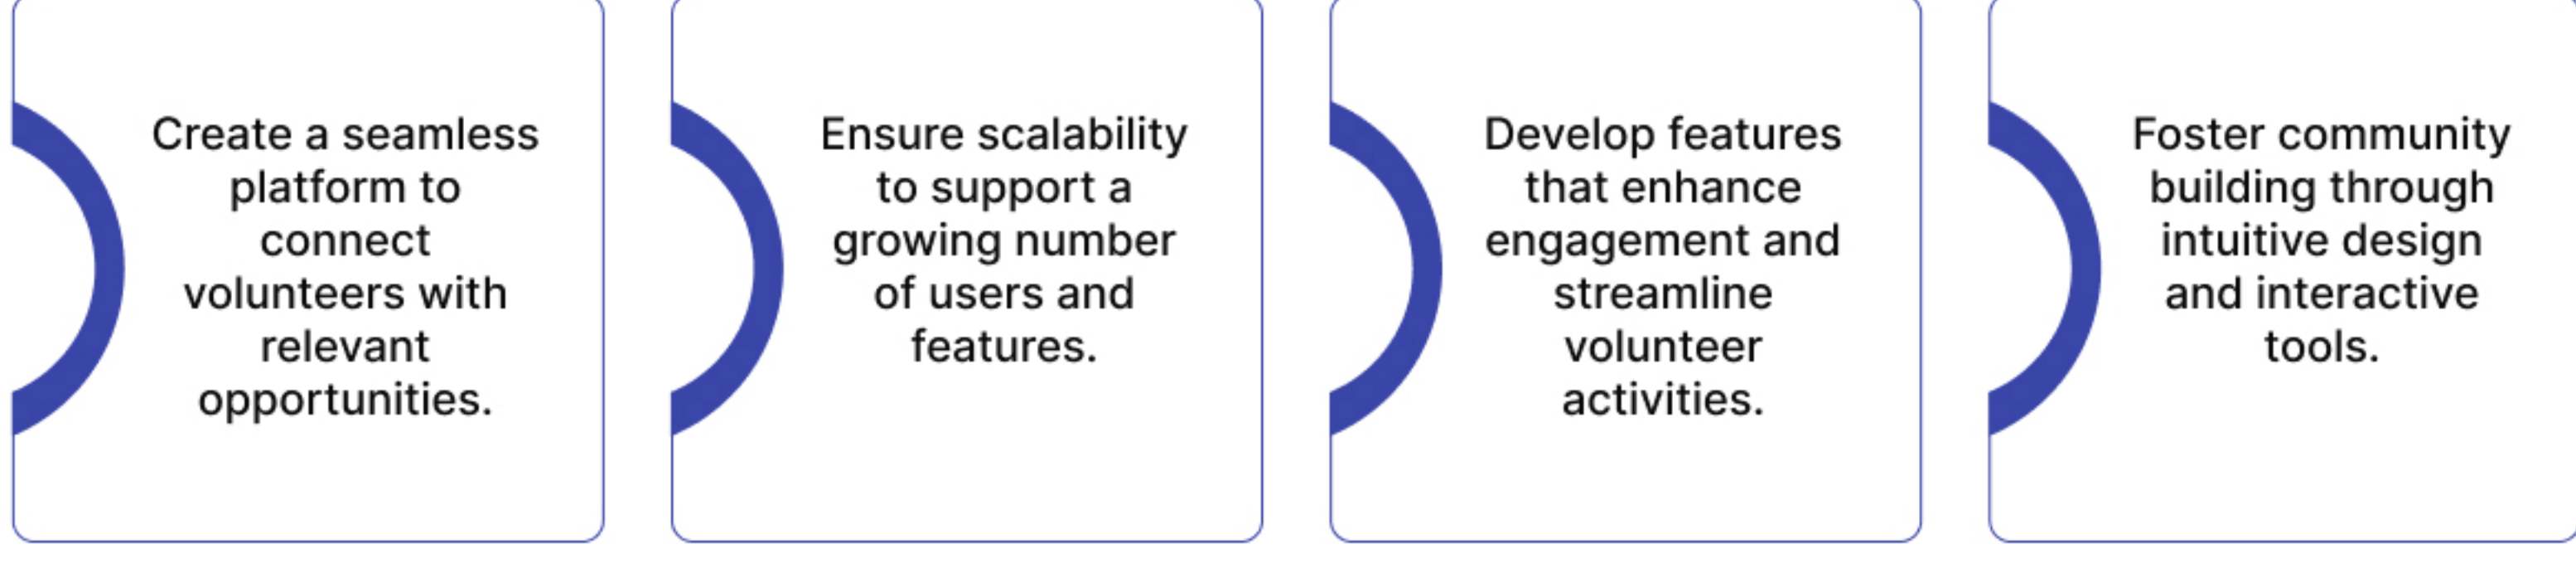 Create a seamless
platform to
connect
volunteers with
relevant
opportunities.
Ensure scalability
to support a
growing number
of users and
features.
Develop features
that enhance
engagement and
streamline
volunteer
activities.
Foster community
building through
intuitive design
and interactive
tools.